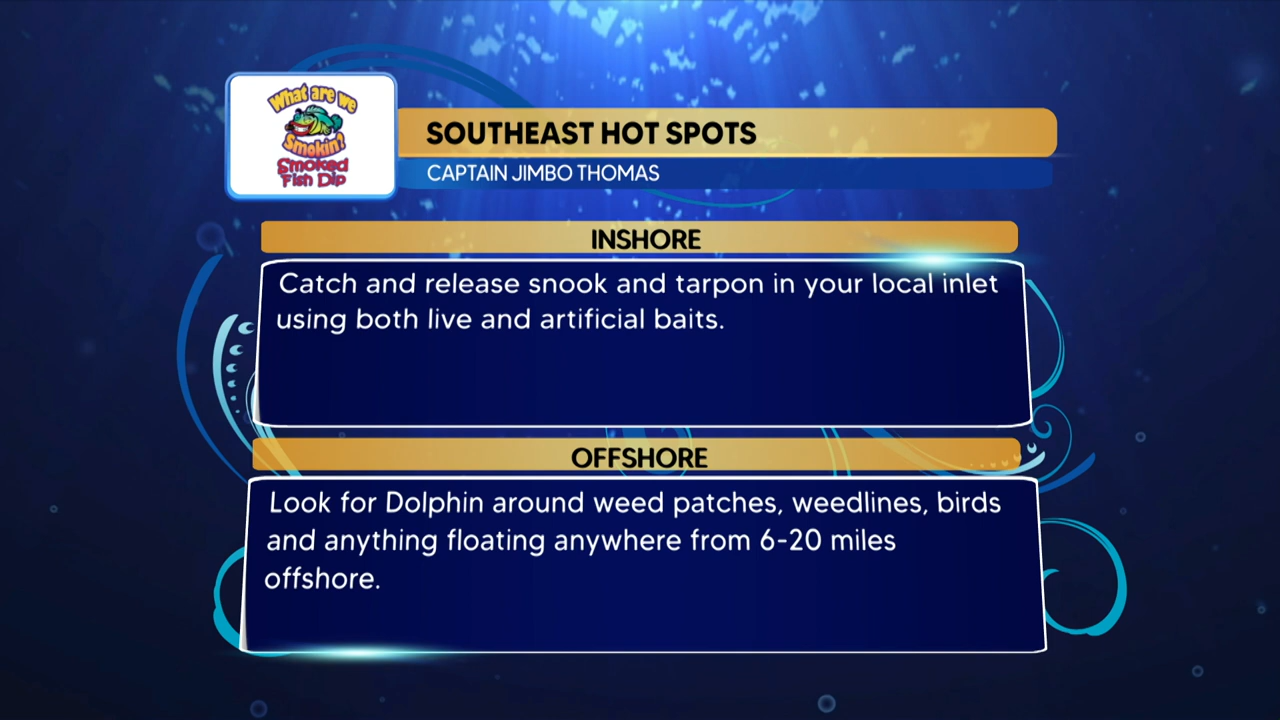 What are we
Smokin?
Smoked
Fish Dip
SOUTHEAST HOT SPOTS
CAPTAIN JIMBO THOMAS
INSHORE
Catch and release snook and tarpon in your local inlet
using both live and artificial baits.
OFFSHORE
Look for Dolphin around weed patches, weedlines, birds
and anything floating anywhere from 6-20 miles
offshore.